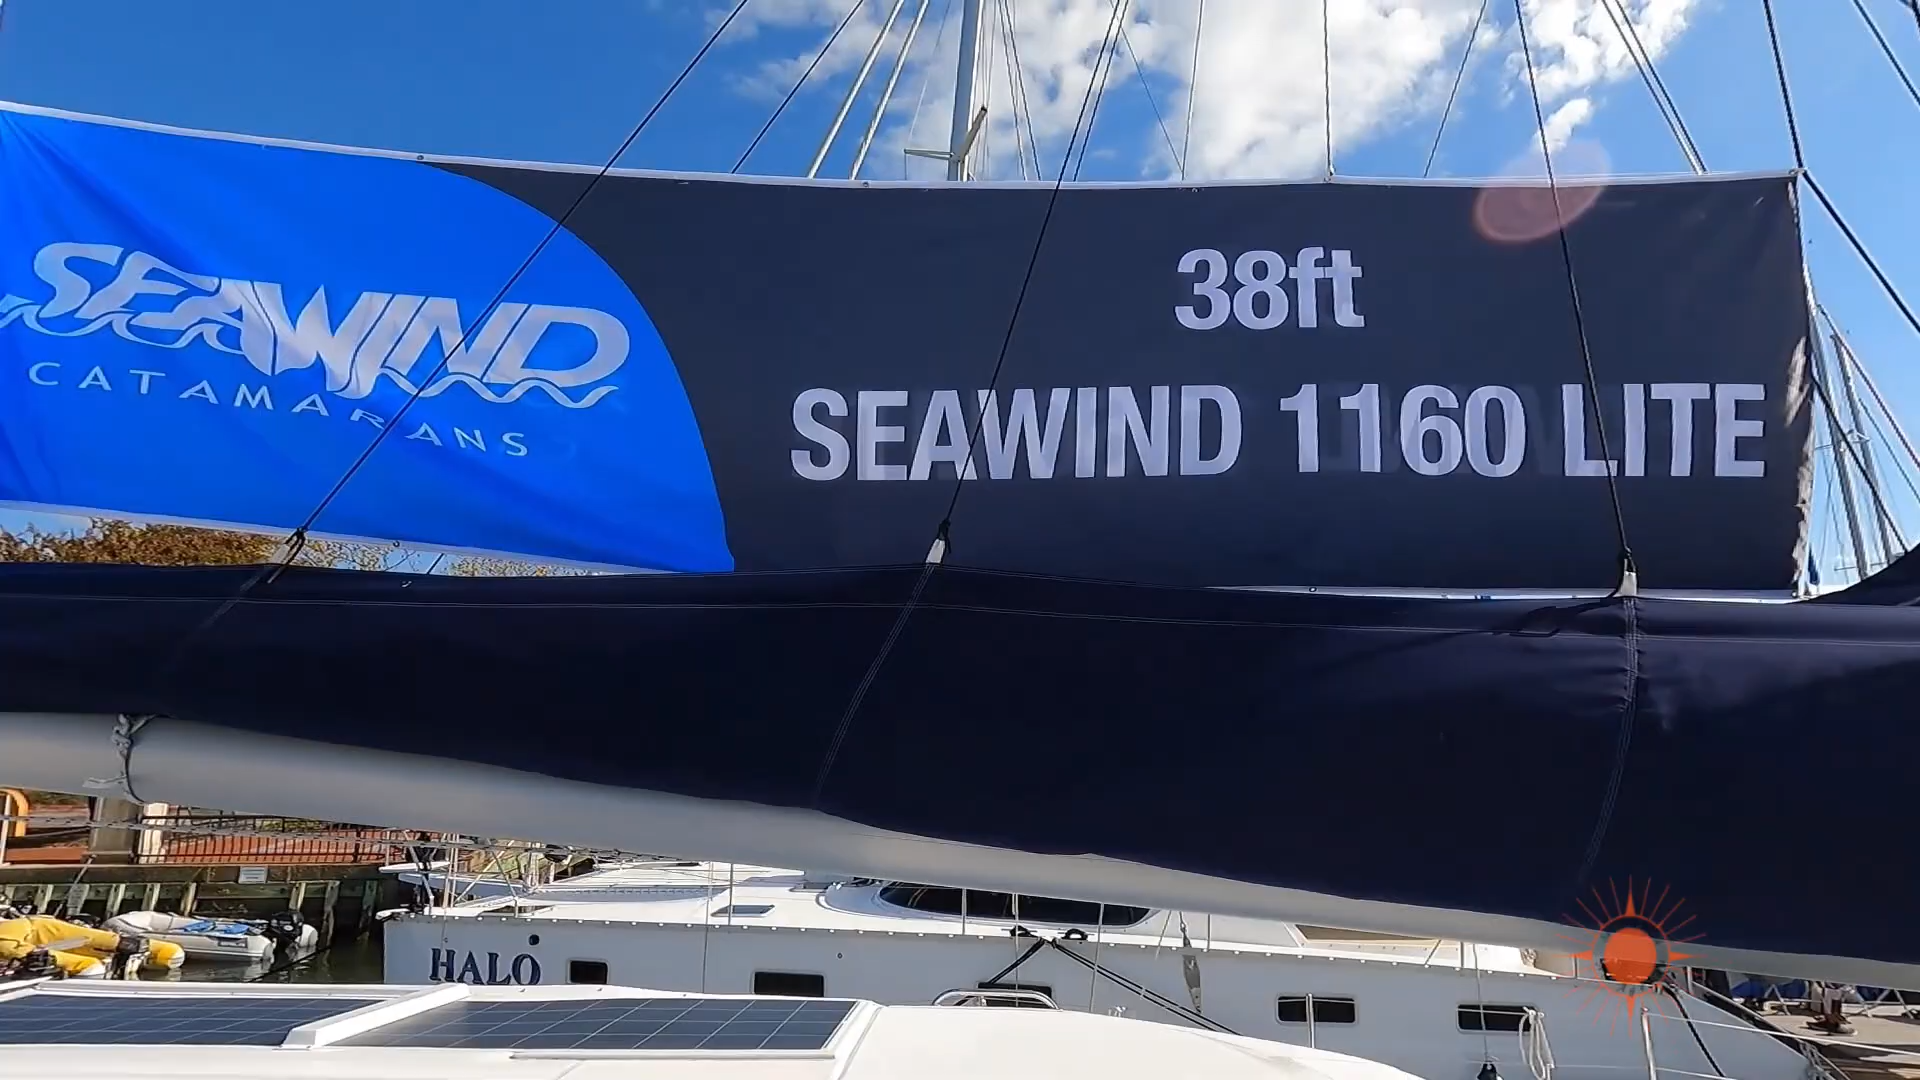 SEAWIND
CATAMARANS
38ft
SEAWIND 1160 LITE
HALO